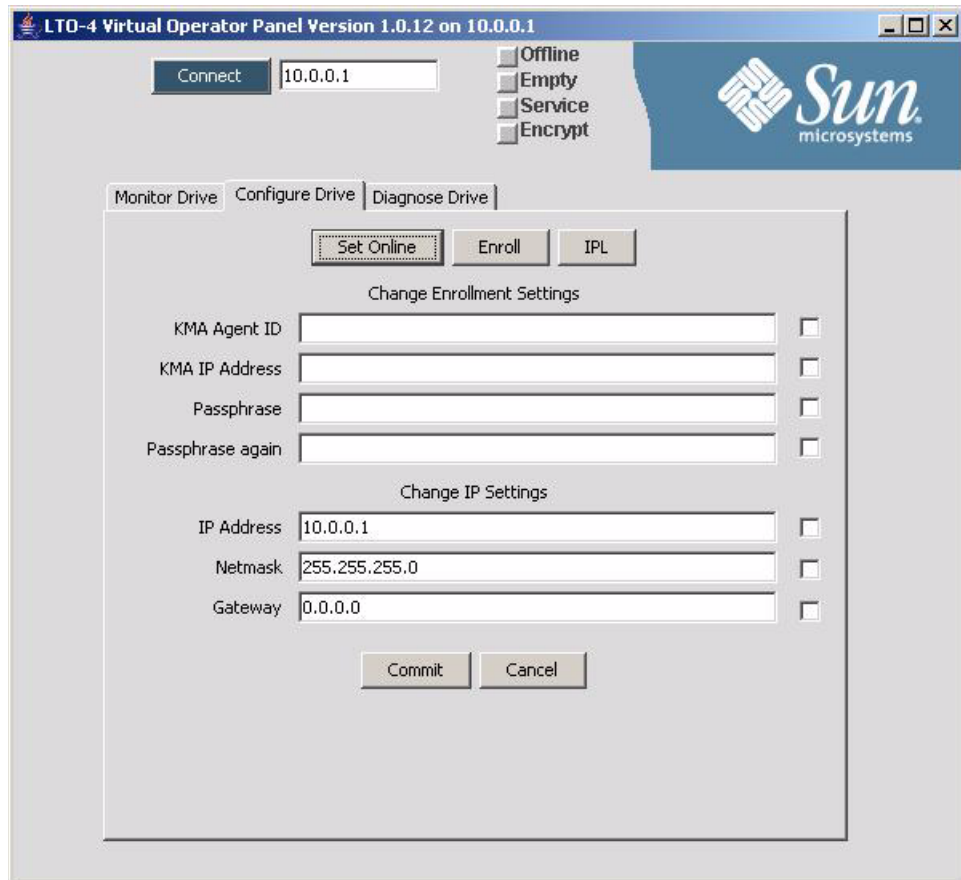 LTO-4 Virtual Operator Panel Version 1.0.12 on 10.0.0.1
Connect 10.0.0.1
Offline
Empty
Service
Encrypt
Sun
microsystems
Monitor Drive Configure Drive Diagnose Drive
Set Online Enroll IPL
Change Enrollment Settings
KMA Agent ID
KMA IP Address
Passphrase
Passphrase again
Change IP Settings
IP Address 10.0.0.1
Netmask 255.255.255.0
Gateway 0.0.0.0
Commit Cancel